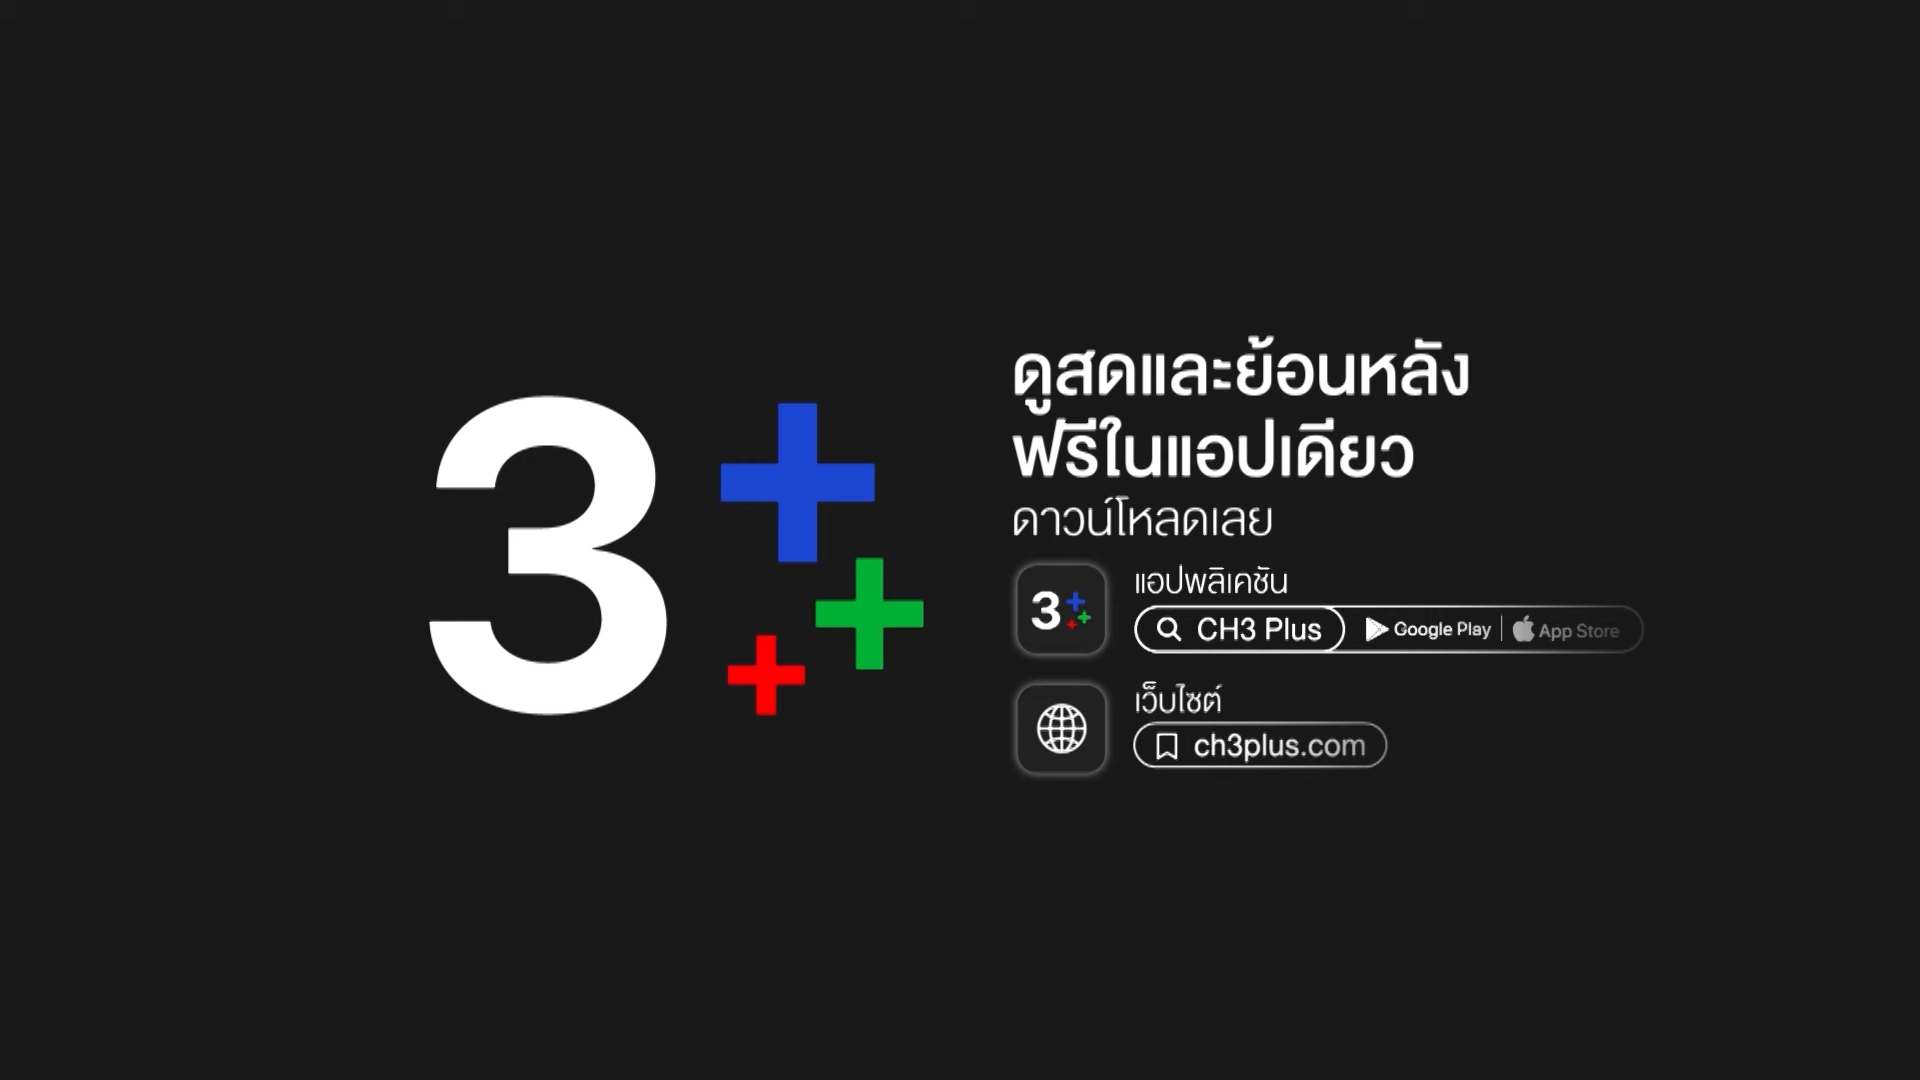 3+++
ดูสดและย้อนหลัง
ฟรีในแอปเดียว
ดาวน์โหลดเลย
3+++
แอปพลิเคชัน
CH3 Plus Google Play | App Store
เว็บไซต์
ch3plus.com